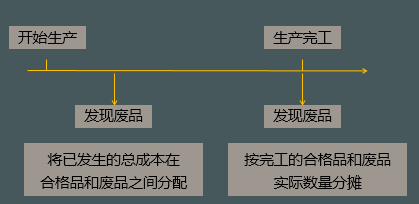 开始生产
生产完工
发现废品
发现废品
将已发生的总成本在
合格品和废品之间分配
按完工的合格品和废品
实际数量分摊